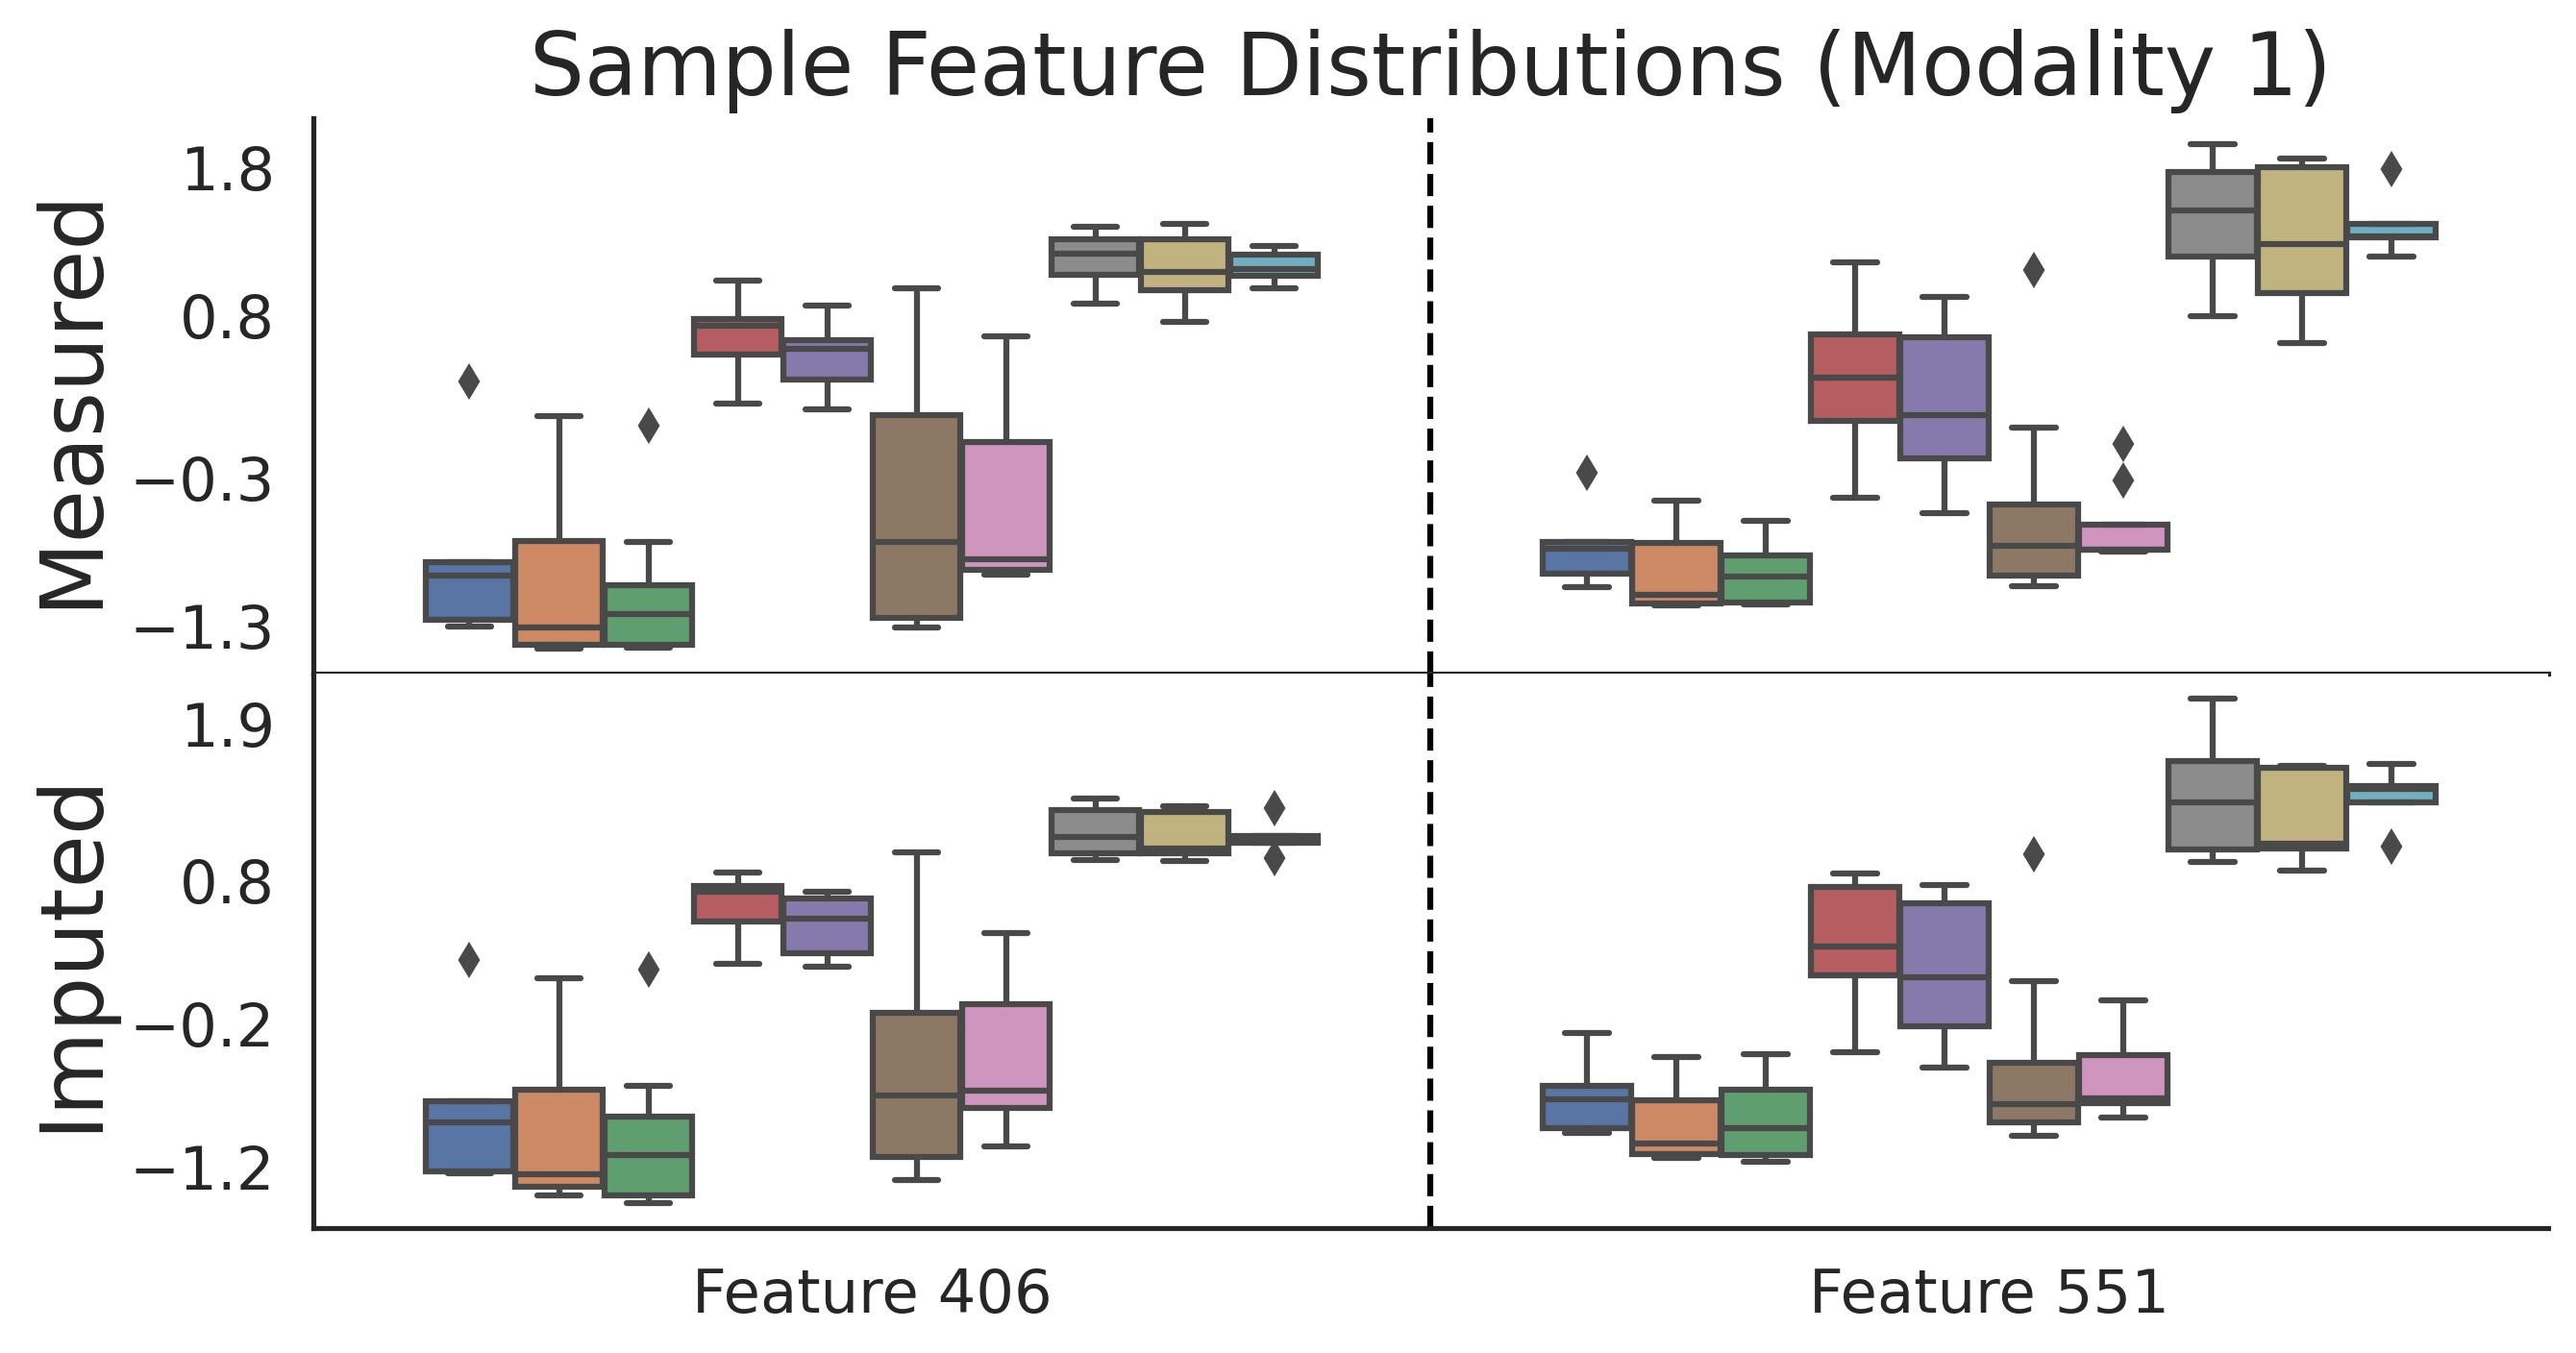 Sample Feature Distributions (Modality 1)
Measured
1.8
0.8
−0.3
−1.3
Imputed
1.9
0.8
−0.2
−1.2
Feature 406
Feature 551